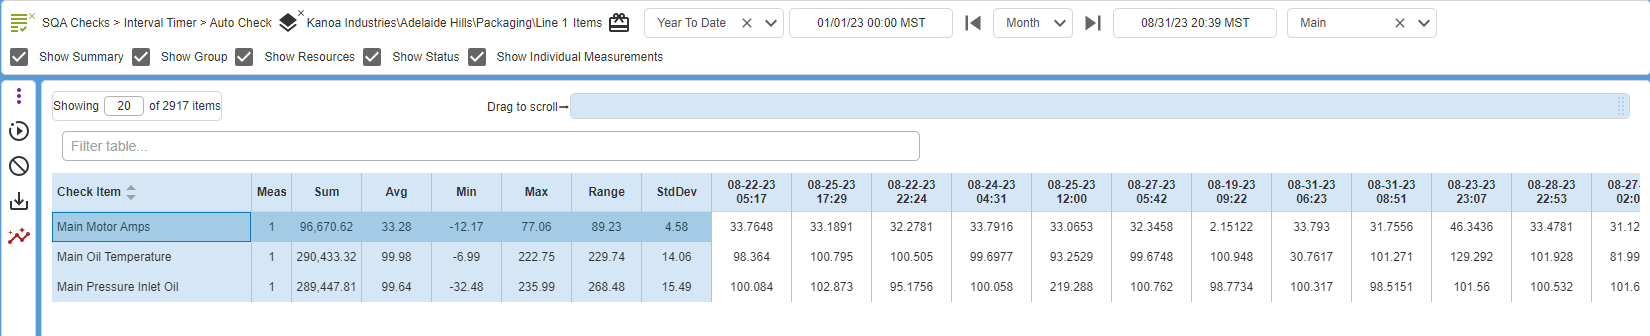 SQA Checks > Interval Timer > Auto Check Kanoa Industries\Adelaide Hills\Packaging\Line 1 Items Year To Date 01/01/23 00:00 MST Month 08/31/23 20:39 MST Main
Show Summary Show Group Show Resources Show Status Show Individual Measurements
Showing 20 of 2917 items Drag to scroll
Filter table...
Check Item Meas Sum Avg Min Max Range StdDev 08-22-23 05:17 08-25-23 17:29 08-22-23 22:24 08-24-23 04:31 08-25-23 12:00 08-27-23 05:42 08-19-23 09:22 08-31-23 06:23 08-31-23 08:51 08-23-23 23:07 08-28-23 22:53 08-27- 02:0
Main Motor Amps 1 96,670.62 33.28 -12.17 77.06 89.23 4.58 33.7648 33.1891 32.2781 33.7916 33.0653 32.3458 2.15122 33.793 31.7556 46.3436 33.4781 31.12
Main Oil Temperature 1 290,433.32 99.98 -6.99 222.75 229.74 14.06 98.364 100.795 100.505 99.6977 93.2529 99.6748 100.948 30.7617 101.271 129.292 101.928 81.99
Main Pressure Inlet Oil 1 289,447.81 99.64 -32.48 235.99 268.48 15.49 100.084 102.873 95.1756 100.058 219.288 100.762 98.7734 100.317 98.5151 101.56 100.532 101.6